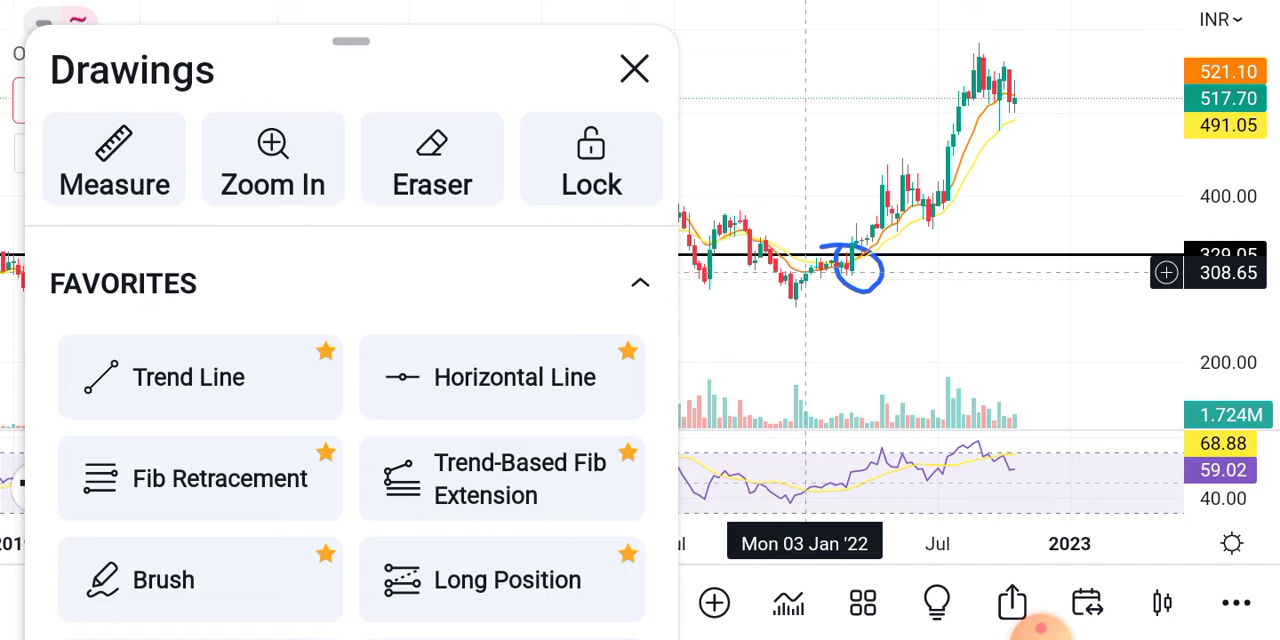 Drawings
INR
Measure
Zoom In
Eraser
Lock
521.10
517.70
491.05
400.00
329.05
308.65
FAVORITES
Trend Line
Horizontal Line
200.00
1.724M
68.88
59.02
40.00
Fib Retracement
Trend-Based Fib
Extension
Mon 03 Jan '22
Jul
2023
Brush
Long Position